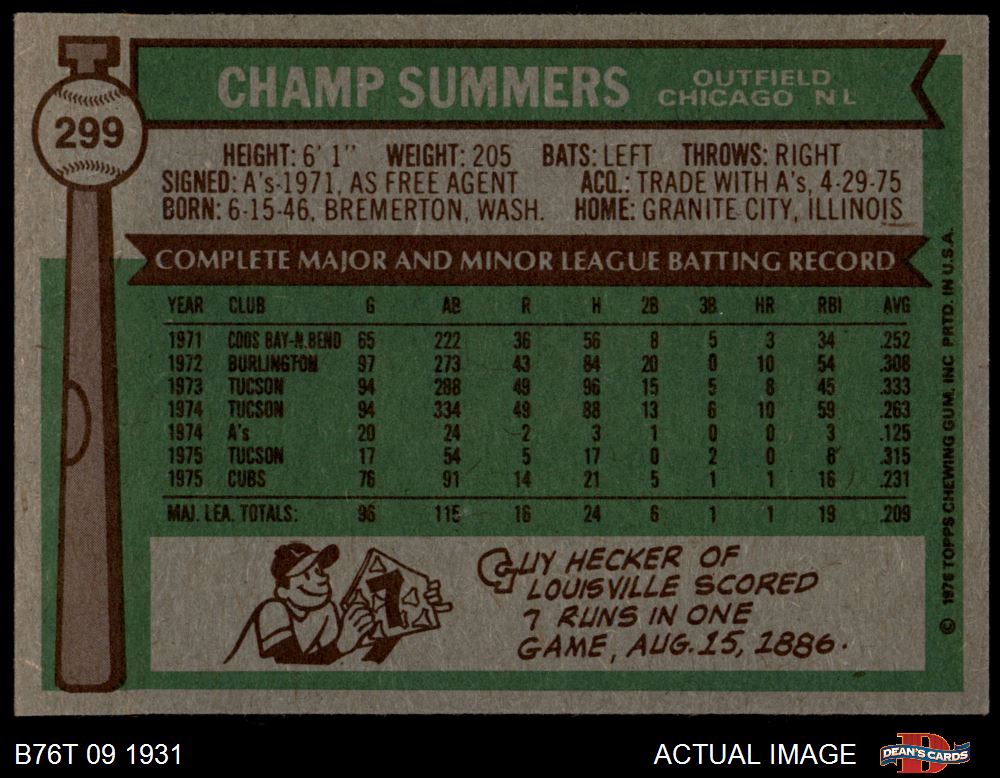 299
CHAMP SUMMERS OUTFIELD
CHICAGO N L
HEIGHT: 6' 1" WEIGHT: 205 BATS: LEFT THROWS: RIGHT
SIGNED: A's-1971, AS FREE AGENT ACQ.: TRADE WITH A's, 4-29-75
BORN: 6-15-46, BREMERTON, WASH. HOME: GRANITE CITY, ILLINOIS
COMPLETE MAJOR AND MINOR LEAGUE BATTING RECORD
YEAR CLUB G AB R H 2B 3B HR RBI AVG
1971 COOS BAY-N.BEND 65 222 36 56 8 5 3 34 .252
1972 BURLINGTON 97 273 43 84 20 0 10 54 .308
1973 TUCSON 94 288 49 96 15 5 8 45 .333
1974 TUCSON 94 334 49 88 13 6 10 59 .263
1974 A's 20 24 2 3 1 0 0 3 .125
1975 TUCSON 17 54 5 17 0 2 0 8 .315
1975 CUBS 76 91 14 21 5 1 1 16 .231
MAJ. LEA. TOTALS: 96 115 16 24 6 1 1 19 .209
GUY HECKER OF
LOUISVILLE SCORED
7 RUNS IN ONE
GAME, AUG. 15, 1886.
7
© 1976 TOPPS CHEWING GUM, INC PRTD. IN U.S.A.
B76T 09 1931 ACTUAL IMAGE
D
DEAN'S CARDS